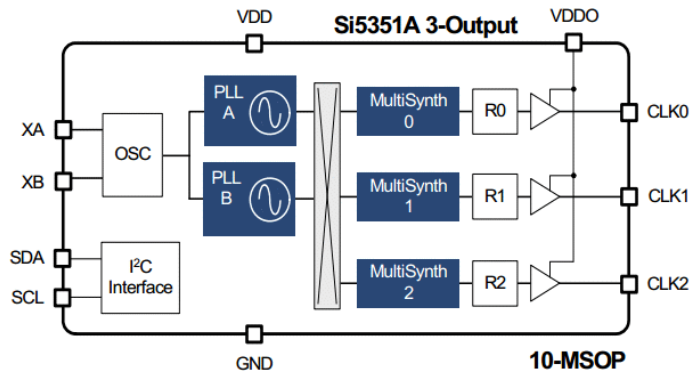 VDD
Si5351A 3-Output
VDDO
XA
XB
OSC
PLL
A
PLL
B
MultiSynth
0
R0
CLK0
MultiSynth
1
R1
CLK1
MultiSynth
2
R2
CLK2
SDA
SCL
I²C
Interface
GND
10-MSOP